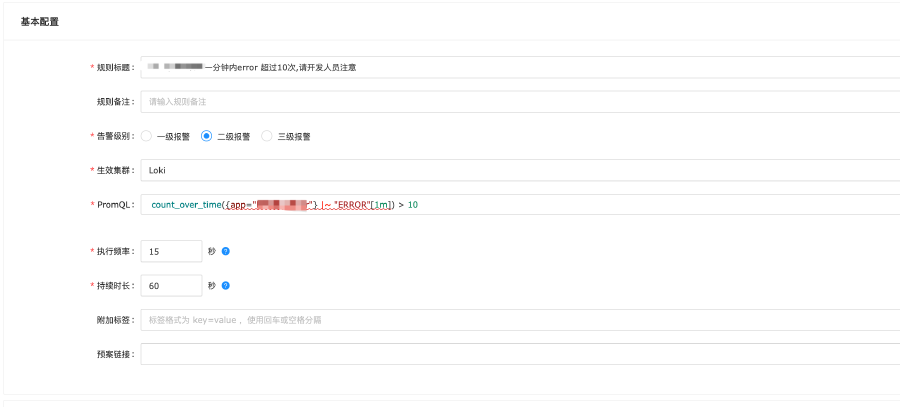 基本配置
* 规则标题： 一分钟内error 超过10次,请开发人员注意
规则备注： 请输入规则备注
* 告警级别： 一级报警 二级报警 三级报警
* 生效集群： Loki
* PromQL： count_over_time({app=" r"} |~ "ERROR"[1m]) > 10
* 执行频率： 15 秒 ?
* 持续时长： 60 秒 ?
附加标签： 标签格式为 key=value ，使用回车或空格分隔
预案链接：